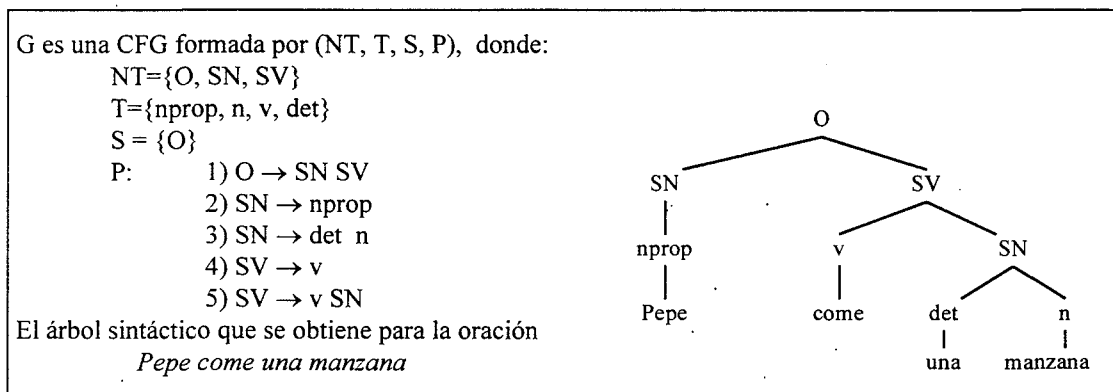 G es una CFG formada por (NT, T, S, P), donde:
NT={O, SN, SV}
T={nprop, n, v, det}
S = {O}
P: 1) O → SN SV
2) SN → nprop
3) SN → det n
4) SV → v
5) SV → v SN
El árbol sintáctico que se obtiene para la oración
Pepe come una manzana
O
SN SV
nprop v SN
Pepe come det n
una manzana